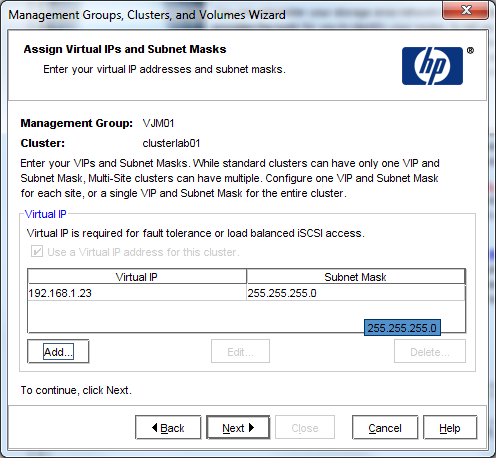 Management Groups, Clusters, and Volumes Wizard
Assign Virtual IPs and Subnet Masks
Enter your virtual IP addresses and subnet masks.
hp ®
Management Group: VJM01
Cluster: clusterlab01
Enter your VIPs and Subnet Masks. While standard clusters can have only one VIP and
Subnet Mask, Multi-Site clusters can have multiple. Configure one VIP and Subnet Mask
for each site, or a single VIP and Subnet Mask for the entire cluster.
Virtual IP
Virtual IP is required for fault tolerance or load balanced iSCSI access.
Use a Virtual IP address for this cluster.
Virtual IP Subnet Mask
192.168.1.23 255.255.255.0
255.255.255.0
Add... Edit... Delete...
To continue, click Next.
Back Next Close Cancel Help